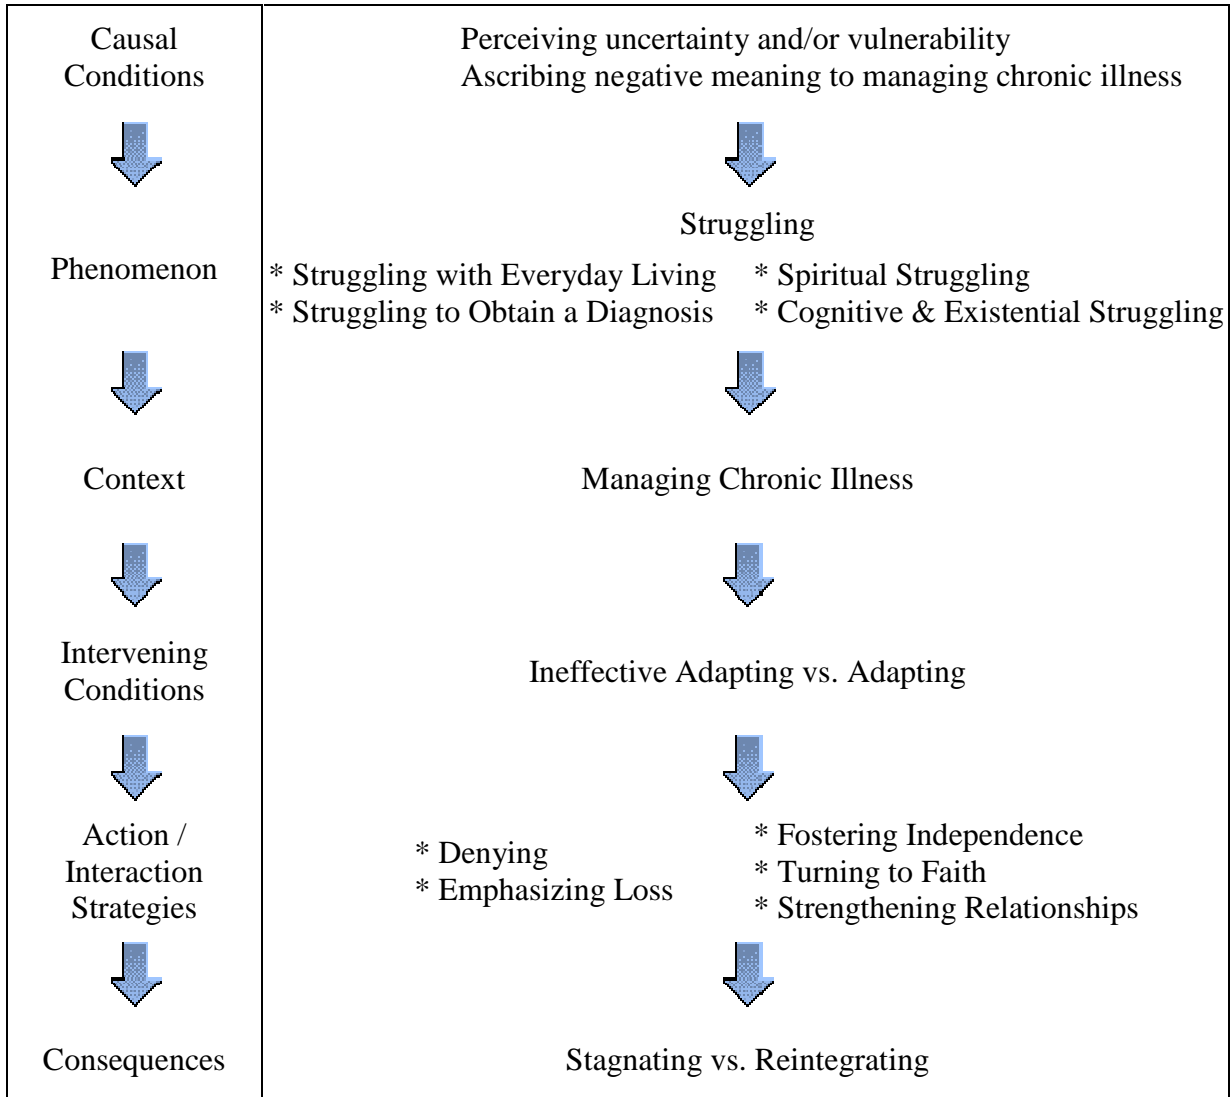 Causal
Conditions
Perceiving uncertainty and/or vulnerability
Ascribing negative meaning to managing chronic illness
Phenomenon
Struggling
* Struggling with Everyday Living
* Struggling to Obtain a Diagnosis
* Spiritual Struggling
* Cognitive & Existential Struggling
Context
Managing Chronic Illness
Intervening
Conditions
Ineffective Adapting vs. Adapting
Action /
Interaction
Strategies
* Denying
* Emphasizing Loss
* Fostering Independence
* Turning to Faith
* Strengthening Relationships
Consequences
Stagnating vs. Reintegrating